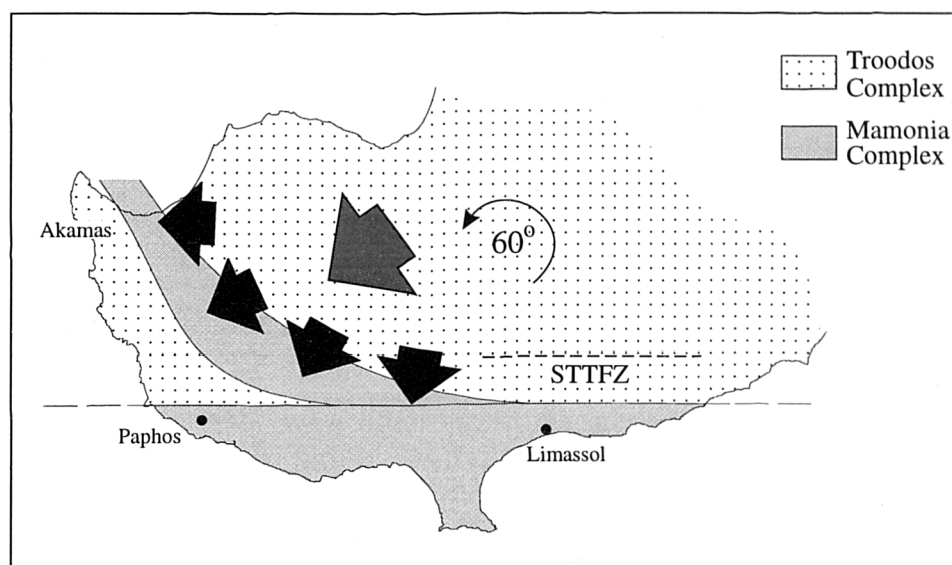 Troodos
Complex
Mamonia
Complex
Akamas
60°
STTFZ
Paphos
Limassol